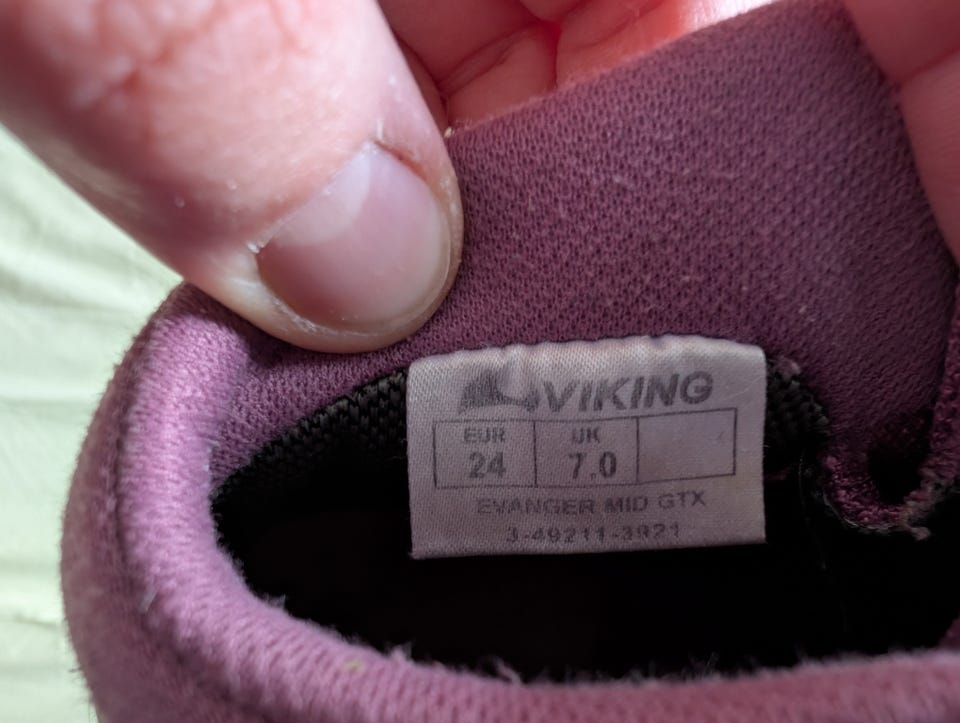 VIKING
EUR UK
24 7.0
EVANGER MID GTX
3-49211-3921